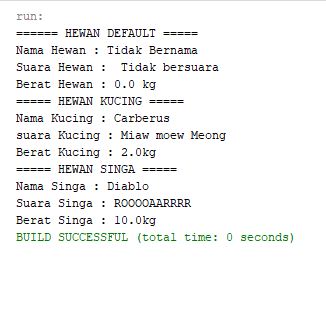 run:
====== HEWAN DEFAULT =====
Nama Hewan : Tidak Bernama
Suara Hewan :  Tidak bersuara
Berat Hewan : 0.0 kg
===== HEWAN KUCING =====
Nama Kucing : Carberus
suara Kucing : Miaw moew Meong
Berat Kucing : 2.0kg
===== HEWAN SINGA =====
Nama Singa : Diablo
Suara Singa : ROOOOAARRRR
Berat Singa : 10.0kg
BUILD SUCCESSFUL (total time: 0 seconds)